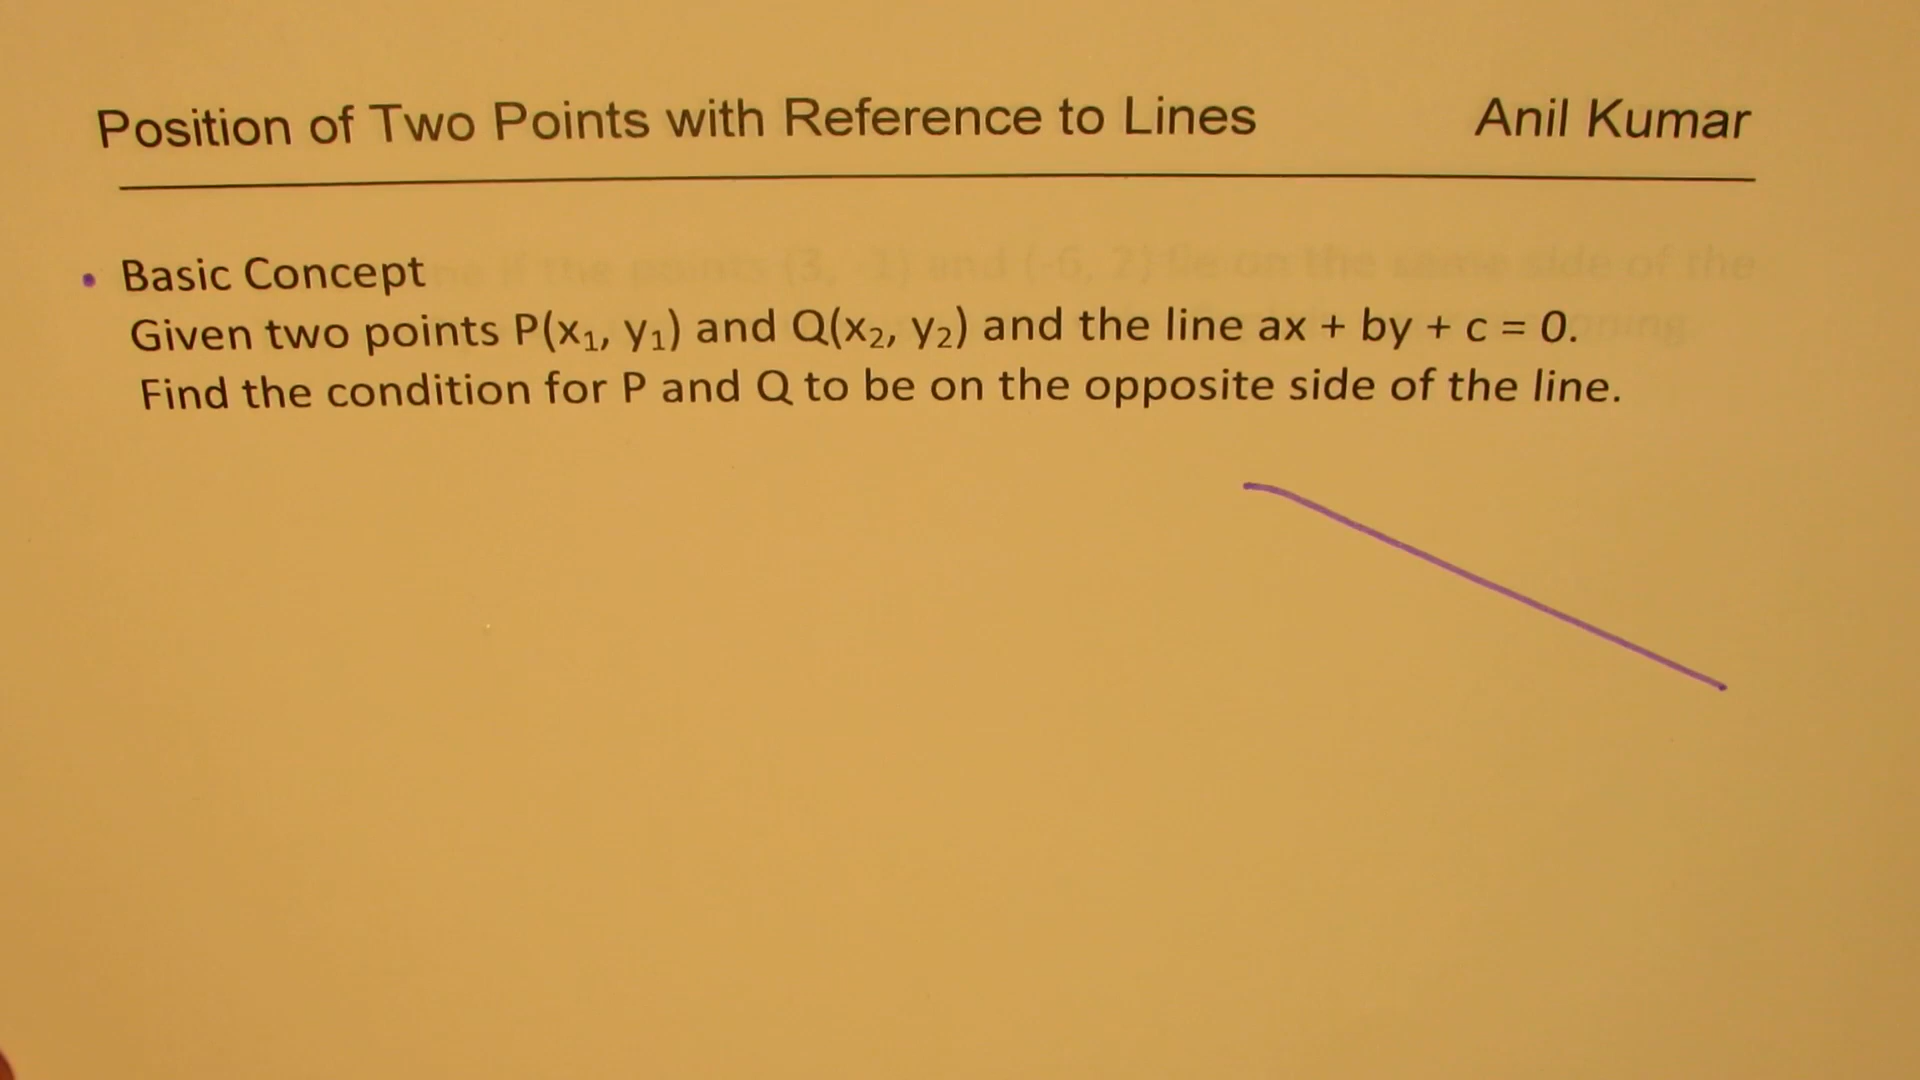 Position of Two Points with Reference to Lines Anil Kumar
• Basic Concept
Given two points P(x₁, y₁) and Q(x₂, y₂) and the line ax + by + c = 0.
Find the condition for P and Q to be on the opposite side of the line.